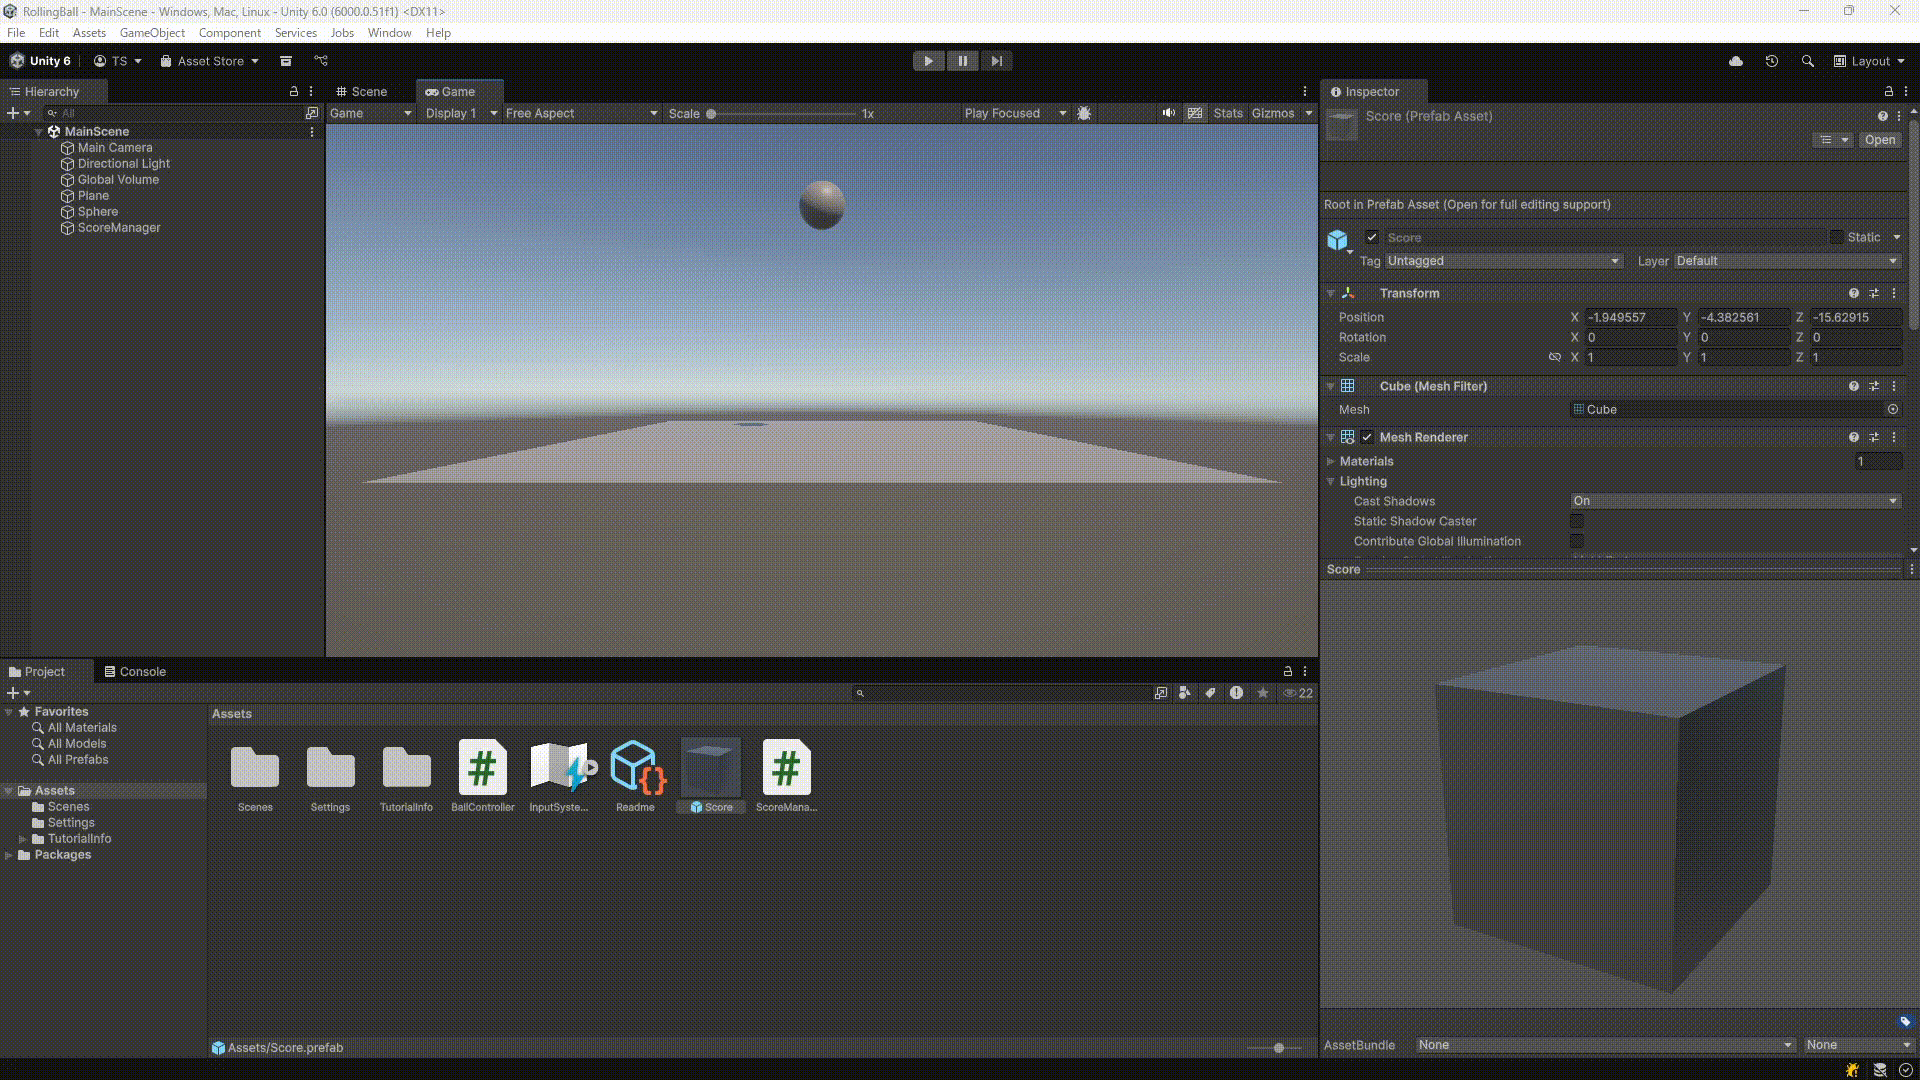 RollingBall - MainScene - Windows, Mac, Linux - Unity 6.0 (6000.0.51f1) <DX11>
File Edit Assets GameObject Component Services Jobs Window Help
Unity 6 TS Asset Store Layout
Hierarchy
All
MainScene
Main Camera
Directional Light
Global Volume
Plane
Sphere
ScoreManager
Scene Game
Game Display 1 Free Aspect Scale 1x Play Focused Stats Gizmos
Inspector
Score (Prefab Asset)
Open
Root in Prefab Asset (Open for full editing support)
Score Static
Tag Untagged Layer Default
Transform
Position X -1.949557 Y -4.382561 Z -15.62915
Rotation X 0 Y 0 Z 0
Scale X 1 Y 1 Z 1
Cube (Mesh Filter)
Mesh Cube
Mesh Renderer
Materials 1
Lighting
Cast Shadows On
Static Shadow Caster
Contribute Global Illumination
Score
AssetBundle None None
Project Console
22
Favorites
All Materials
All Models
All Prefabs
Assets
Scenes
Settings
TutorialInfo
Packages
Assets
Scenes Settings TutorialInfo BallController InputSyste... Readme Score ScoreMana...
Assets/Score.prefab